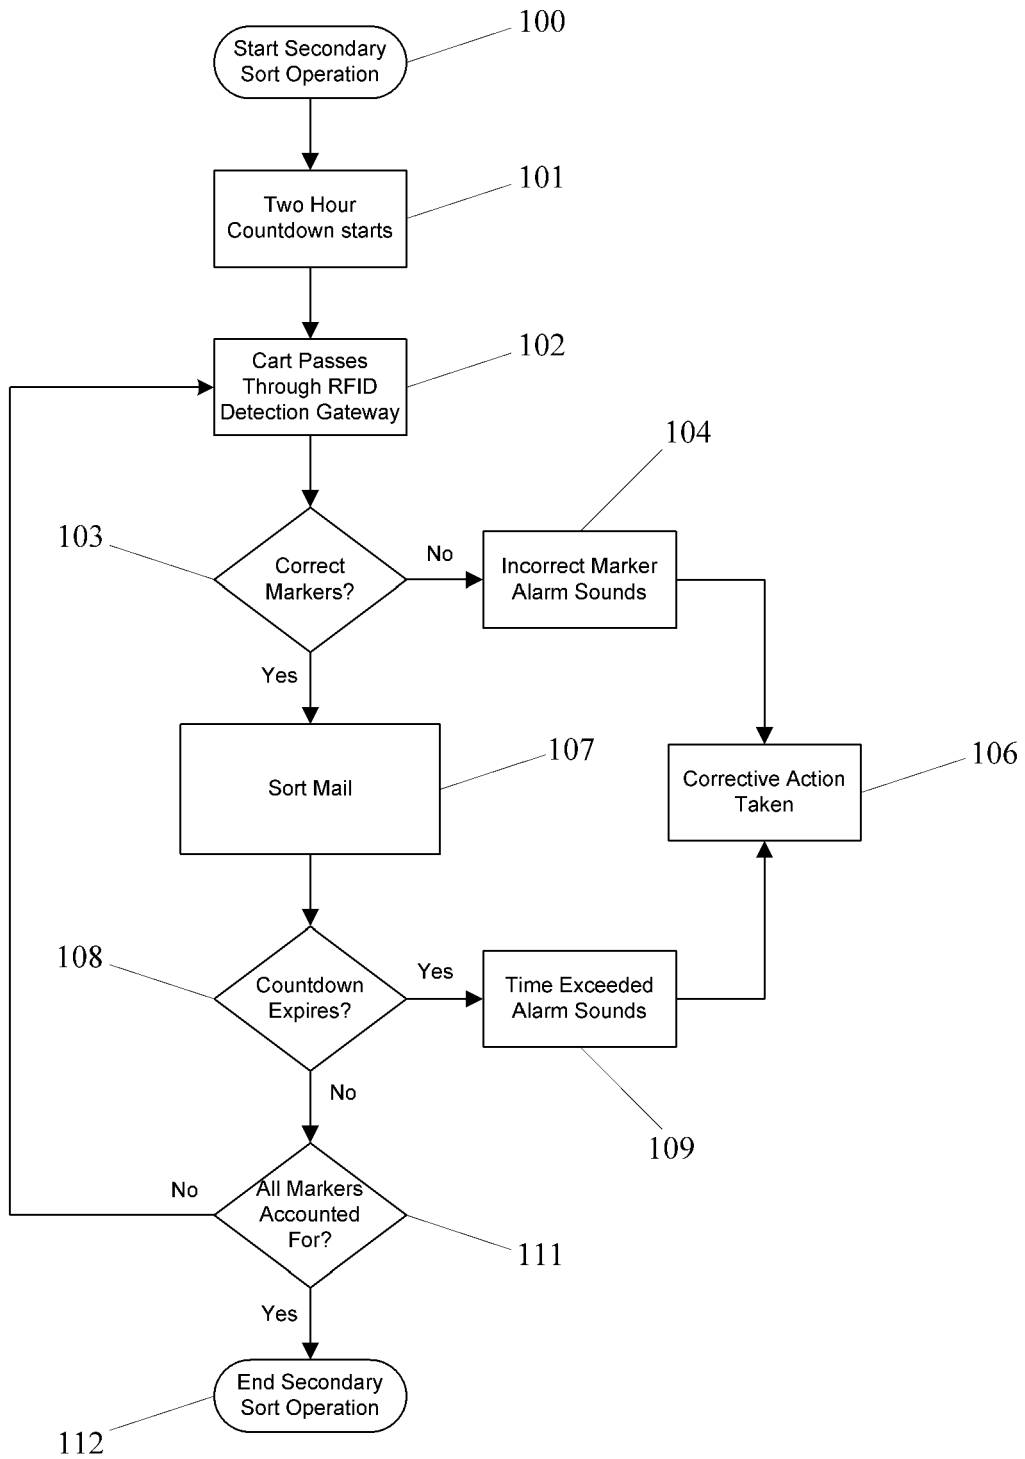 100
Start Secondary
Sort Operation
101
Two Hour
Countdown starts
102
Cart Passes
Through RFID
Detection Gateway
104
103
Correct
Markers?
No
Incorrect Marker
Alarm Sounds
Yes
107
Sort Mail
106
Corrective Action
Taken
108
Countdown
Expires?
Yes
Time Exceeded
Alarm Sounds
No
109
No
All Markers
Accounted
For?
111
Yes
End Secondary
Sort Operation
112